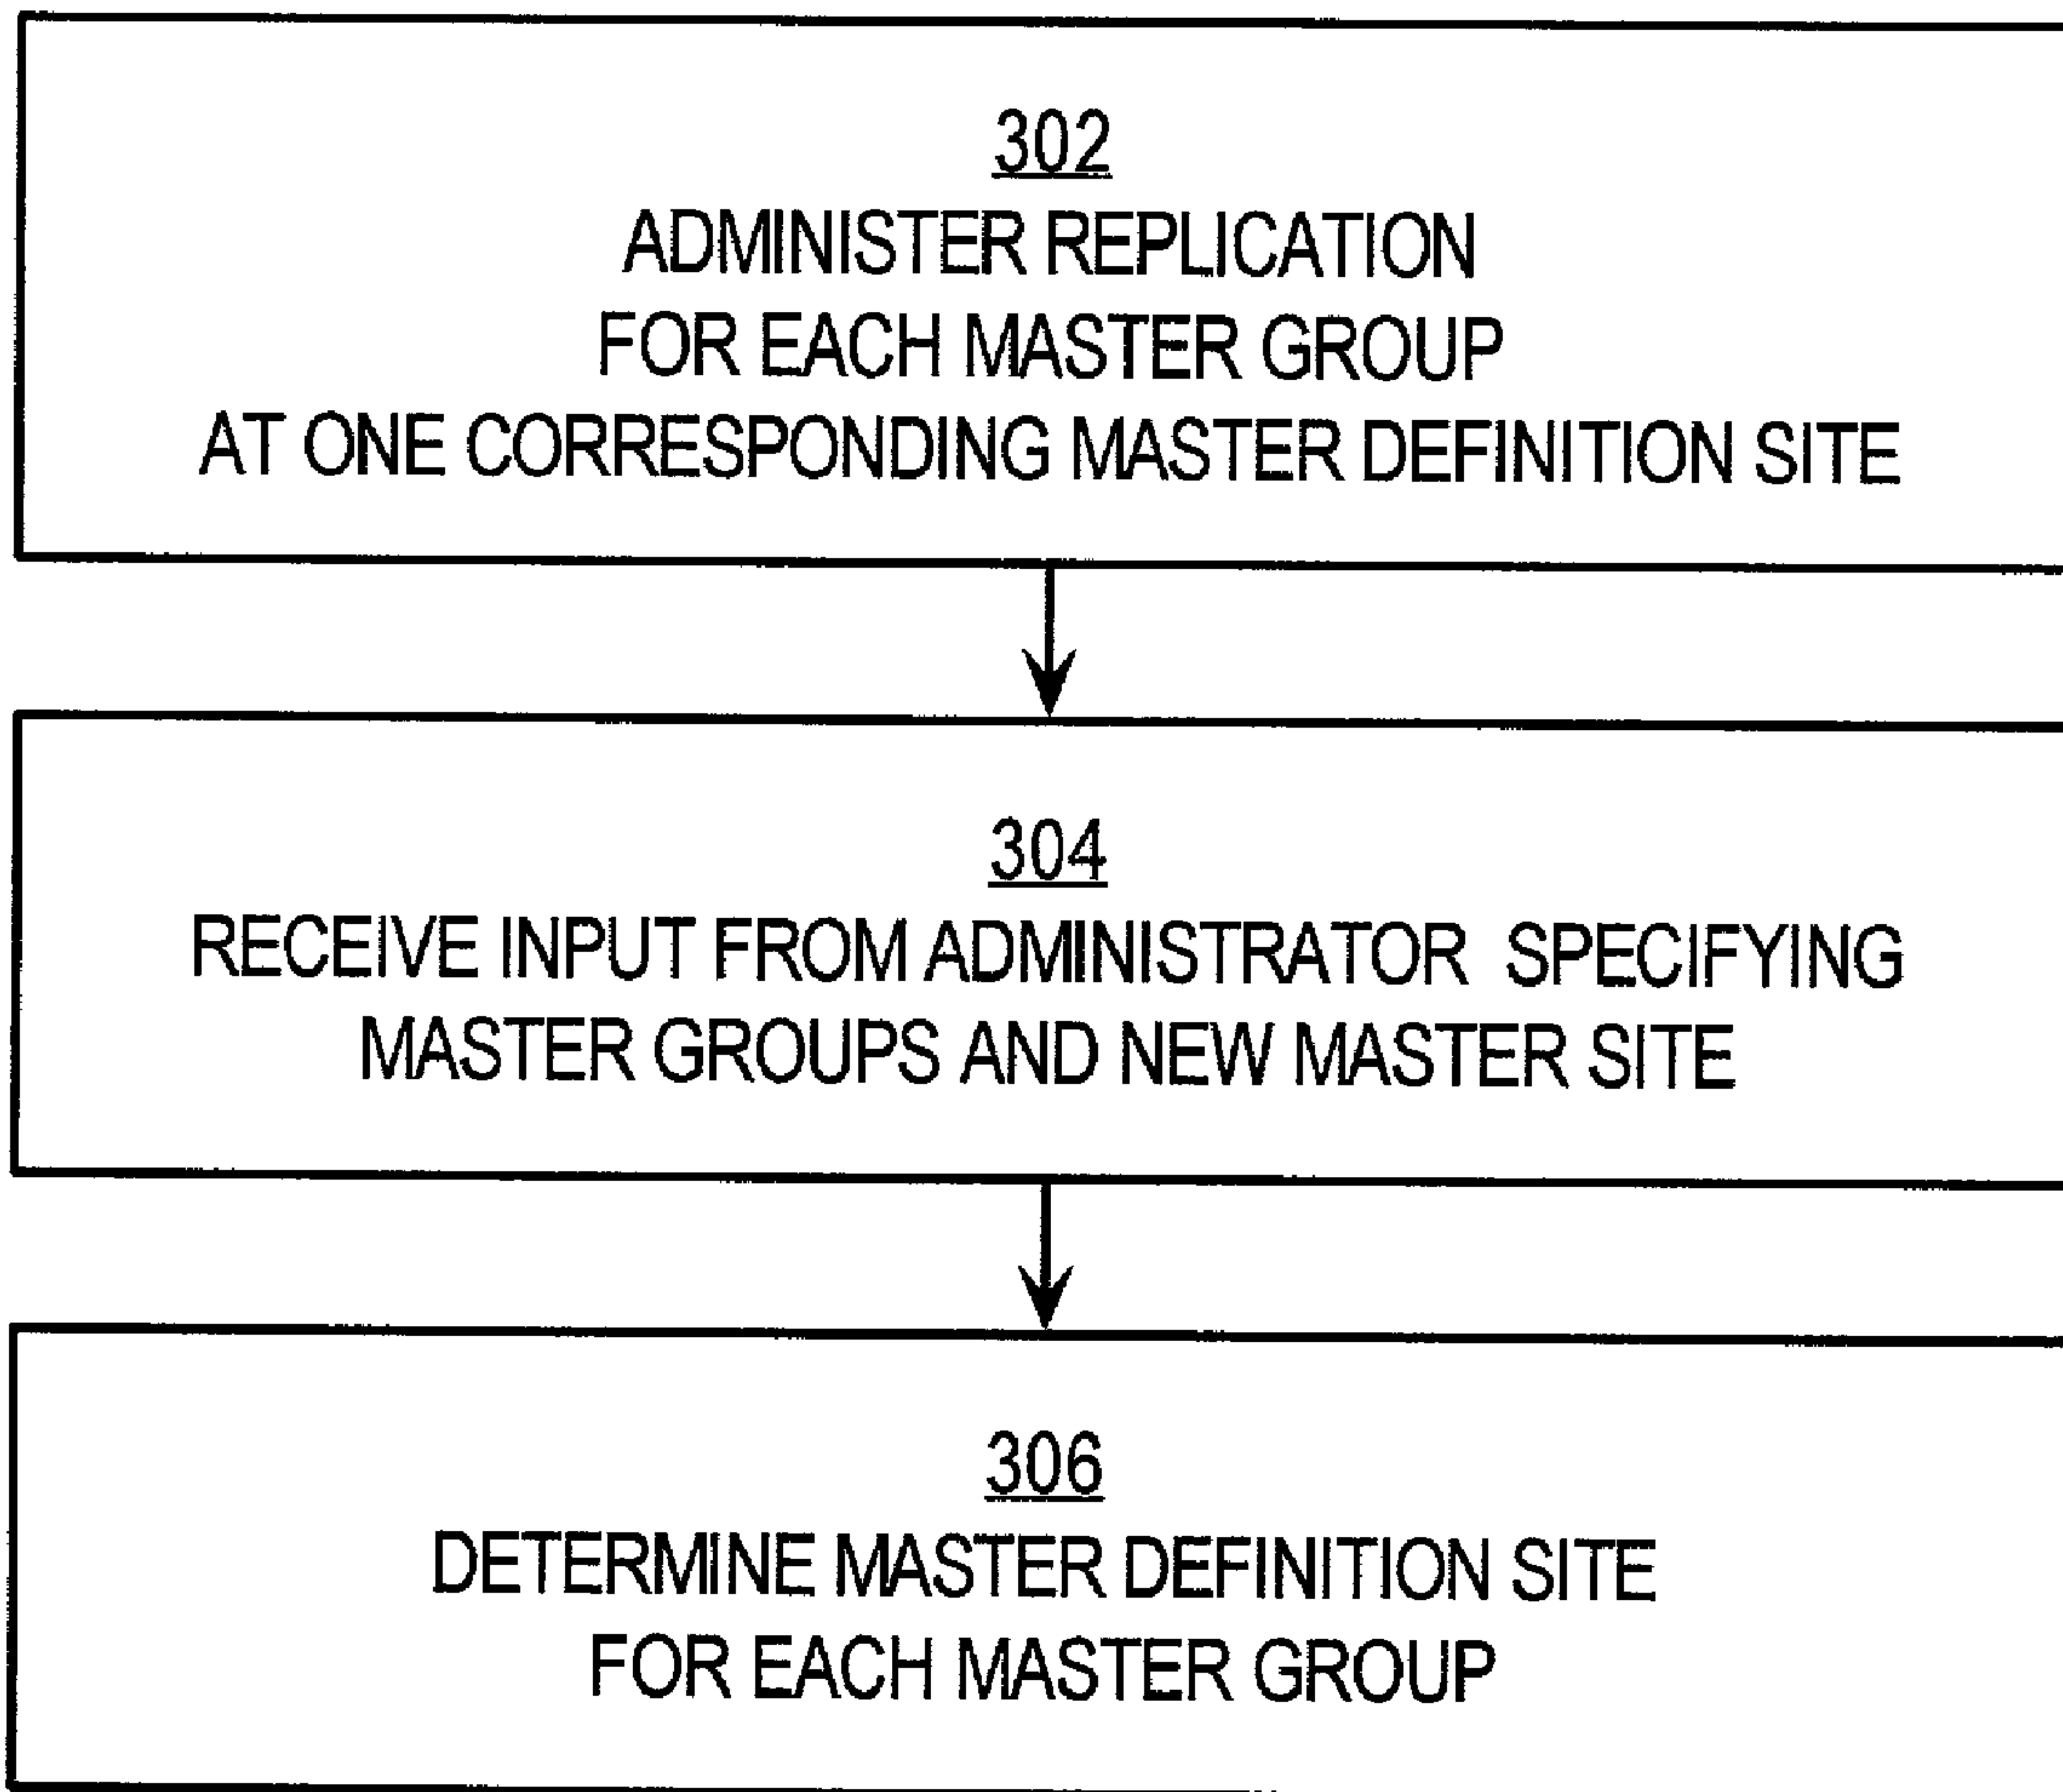 302
ADMINISTER REPLICATION
FOR EACH MASTER GROUP
AT ONE CORRESPONDING MASTER DEFINITION SITE
304
RECEIVE INPUT FROM ADMINISTRATOR SPECIFYING
MASTER GROUPS AND NEW MASTER SITE
306
DETERMINE MASTER DEFINITION SITE
FOR EACH MASTER GROUP